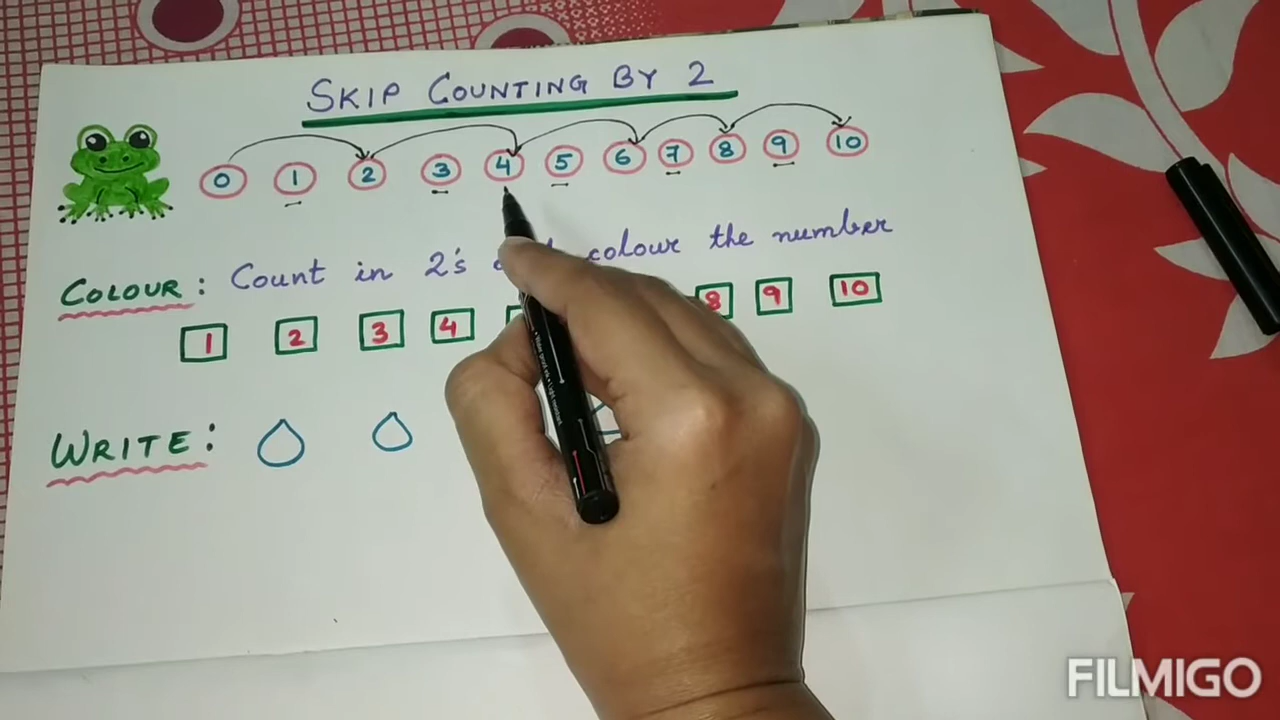 SKIP COUNTING BY 2
0 1 2 3 4 5 6 7 8 9 10
COLOUR: Count in 2's colour the number
1 2 3 4 8 9 10
WRITE:
FILMIGO